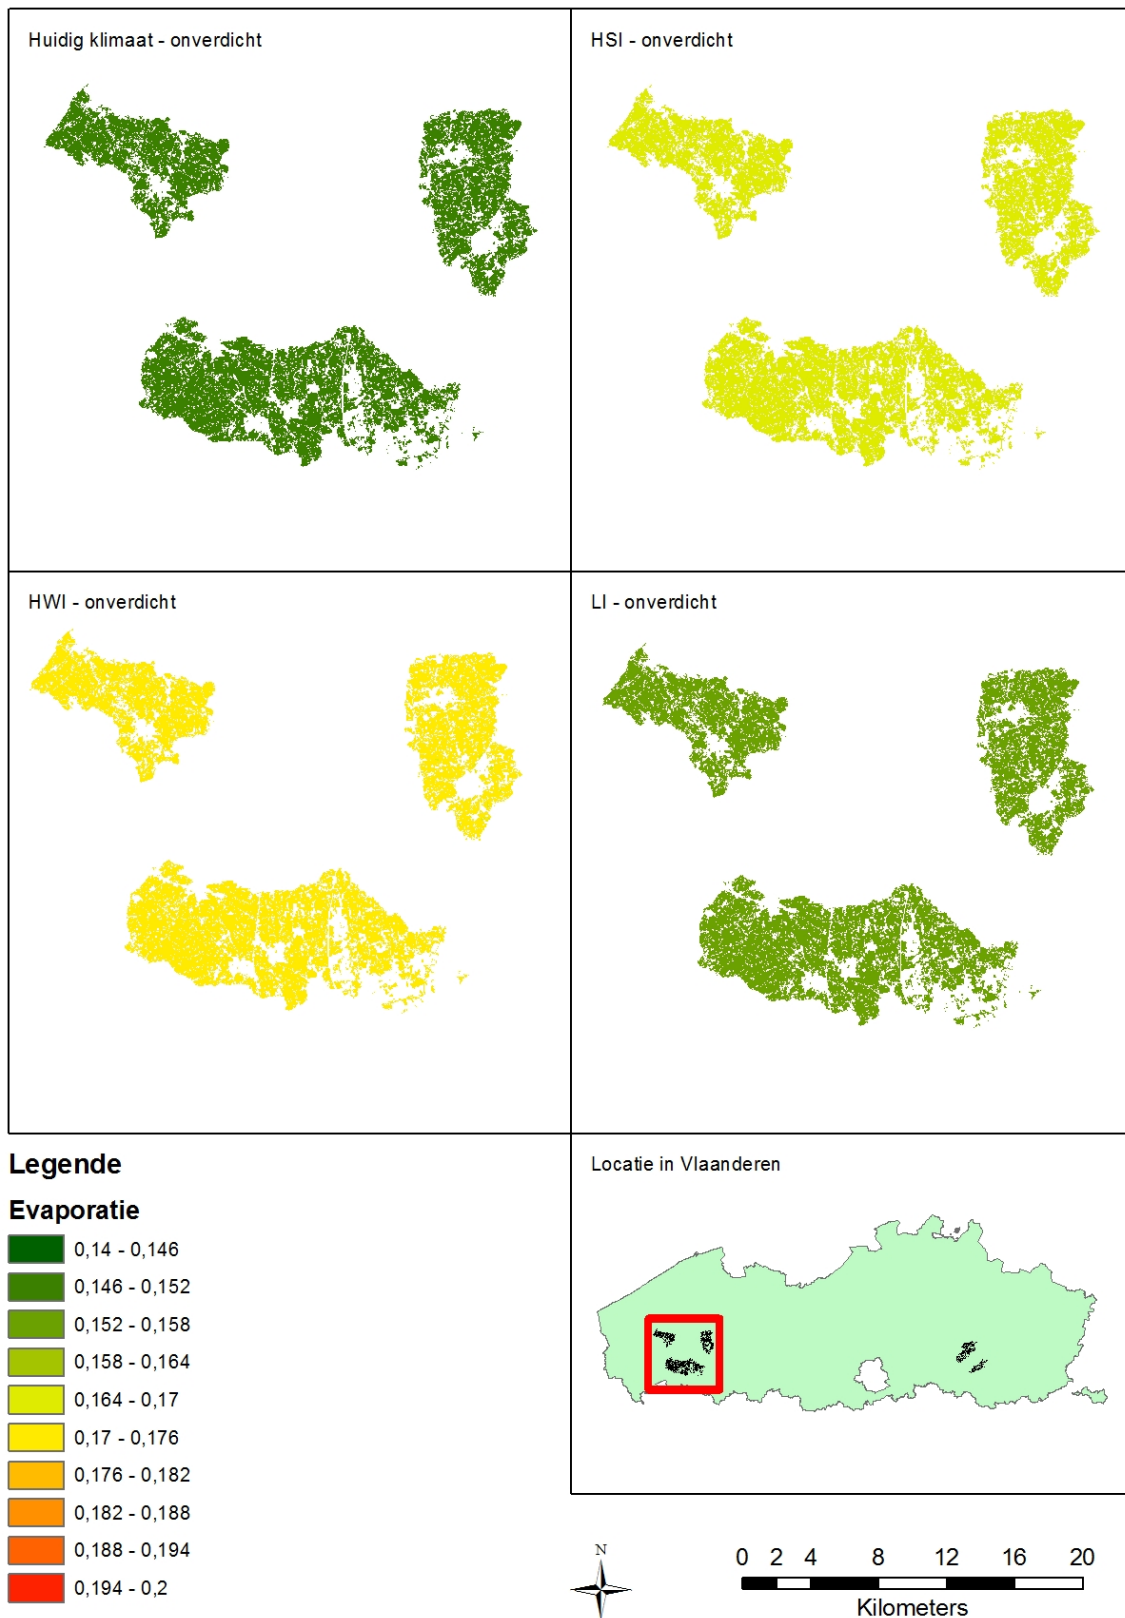 Huidig klimaat - onverdicht
HSI - onverdicht
HWI - onverdicht
LI - onverdicht
Legende
Evaporatie
0,14 - 0,146
0,146 - 0,152
0,152 - 0,158
0,158 - 0,164
0,164 - 0,17
0,17 - 0,176
0,176 - 0,182
0,182 - 0,188
0,188 - 0,194
0,194 - 0,2
Locatie in Vlaanderen
N
0 2 4 8 12 16 20
Kilometers